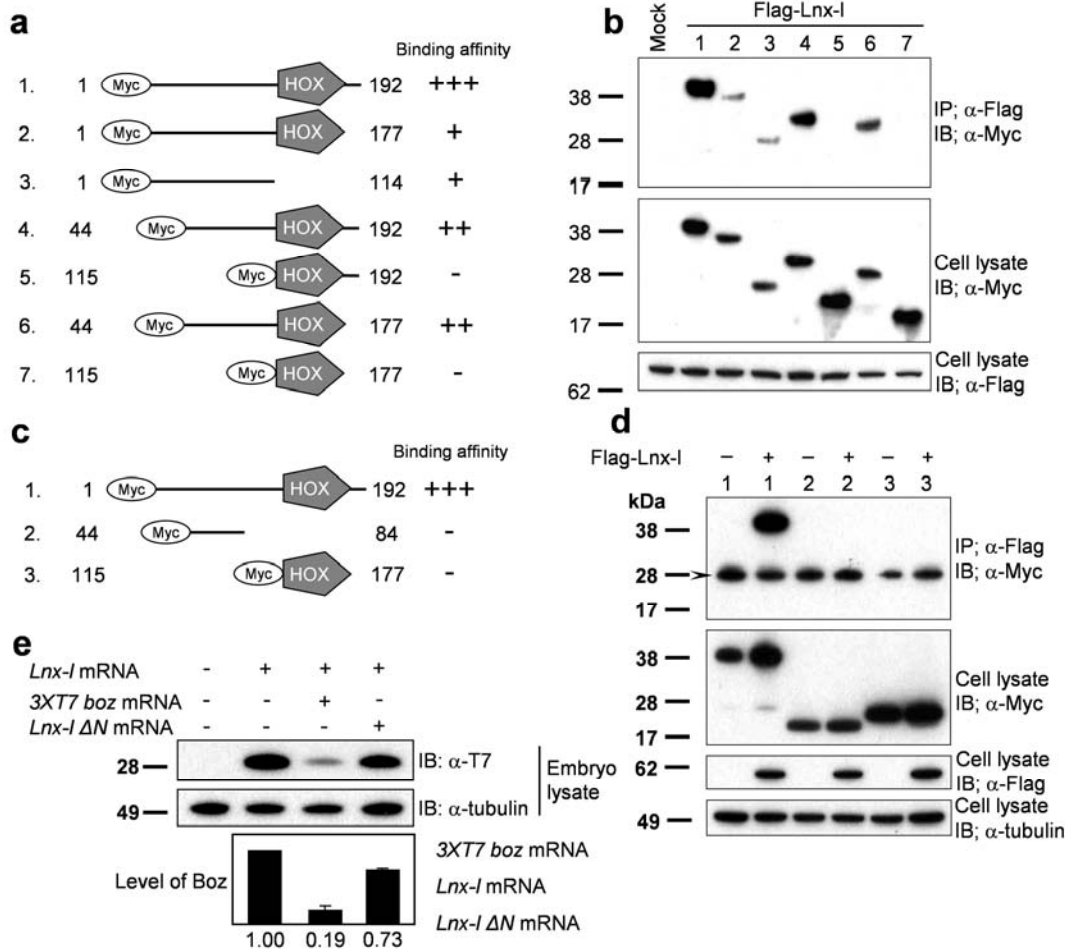 a
Binding affinity
1. 1 Myc HOX 192 +++
2. 1 Myc HOX 177 +
3. 1 Myc 114 +
4. 44 Myc HOX 192 ++
5. 115 Myc HOX 192 -
6. 44 Myc HOX 177 ++
7. 115 Myc HOX 177 -
b
Flag-Lnx-l
Mock 1 2 3 4 5 6 7
38
28
17
IP; α-Flag
IB; α-Myc
38
28
17
Cell lysate
IB; α-Myc
62
Cell lysate
IB; α-Flag
c
Binding affinity
1. 1 Myc HOX 192 +++
2. 44 Myc 84 -
3. 115 Myc HOX 177 -
d
Flag-Lnx-l – + – + – +
1 1 2 2 3 3
kDa
38
28
17
IP; α-Flag
IB; α-Myc
38
28
17
Cell lysate
IB; α-Myc
62
Cell lysate
IB; α-Flag
49
Cell lysate
IB; α-tubulin
e
Lnx-l mRNA - + + +
3XT7 boz mRNA - - + -
Lnx-l ΔN mRNA - - - +
28
IB: α-T7
49
IB: α-tubulin
Embryo
lysate
Level of Boz
3XT7 boz mRNA
Lnx-l mRNA
Lnx-l ΔN mRNA
1.00 0.19 0.73